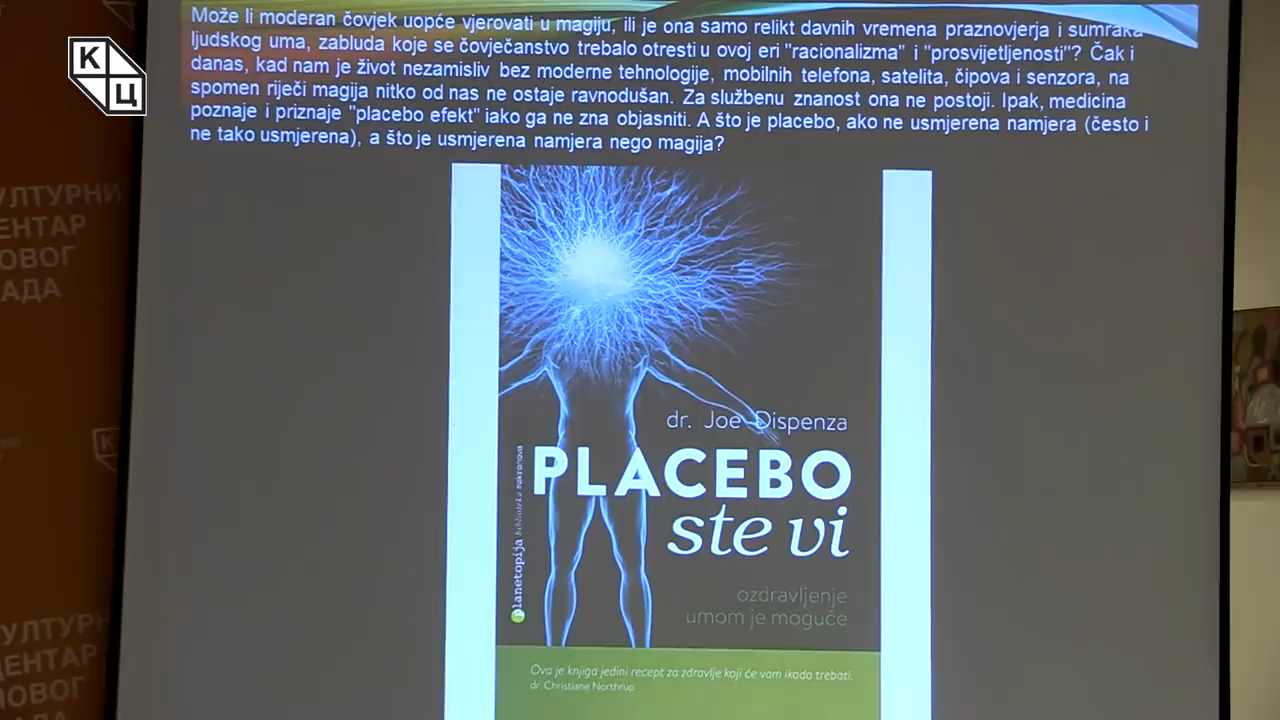 Može li moderan čovjek uopće vjerovati u magiju, ili je ona samo relikt davnih vremena praznovjerja i sumraka
ljudskog uma, zabluda koje se čovječanstvo trebalo otresti u ovoj eri "racionalizma" i "prosvijetljenosti"? Čak i
danas, kad nam je život nezamisliv bez moderne tehnologije, mobilnih telefona, satelita, čipova i senzora, na
spomen riječi magija nitko od nas ne ostaje ravnodušan. Za službenu znanost ona ne postoji. Ipak, medicina
poznaje i priznaje "placebo efekt" iako ga ne zna objasniti. A što je placebo, ako ne usmjerena namjera (često i
ne tako usmjerena), a što je usmjerena namjera nego magija?
К
Ц
УЛТУРНИ
ЕНТАР
ОВОГ
АДА
dr. Joe Dispenza
PLACEBO
ste vi
planetopija
ozdravljenje
umom je moguće
Ova je knjiga jedini recept za zdravlje koji će vam ikada trebati.
dr. Christiane Northrup
УЛТУРН
ЦЕНТАР
НОВОГ